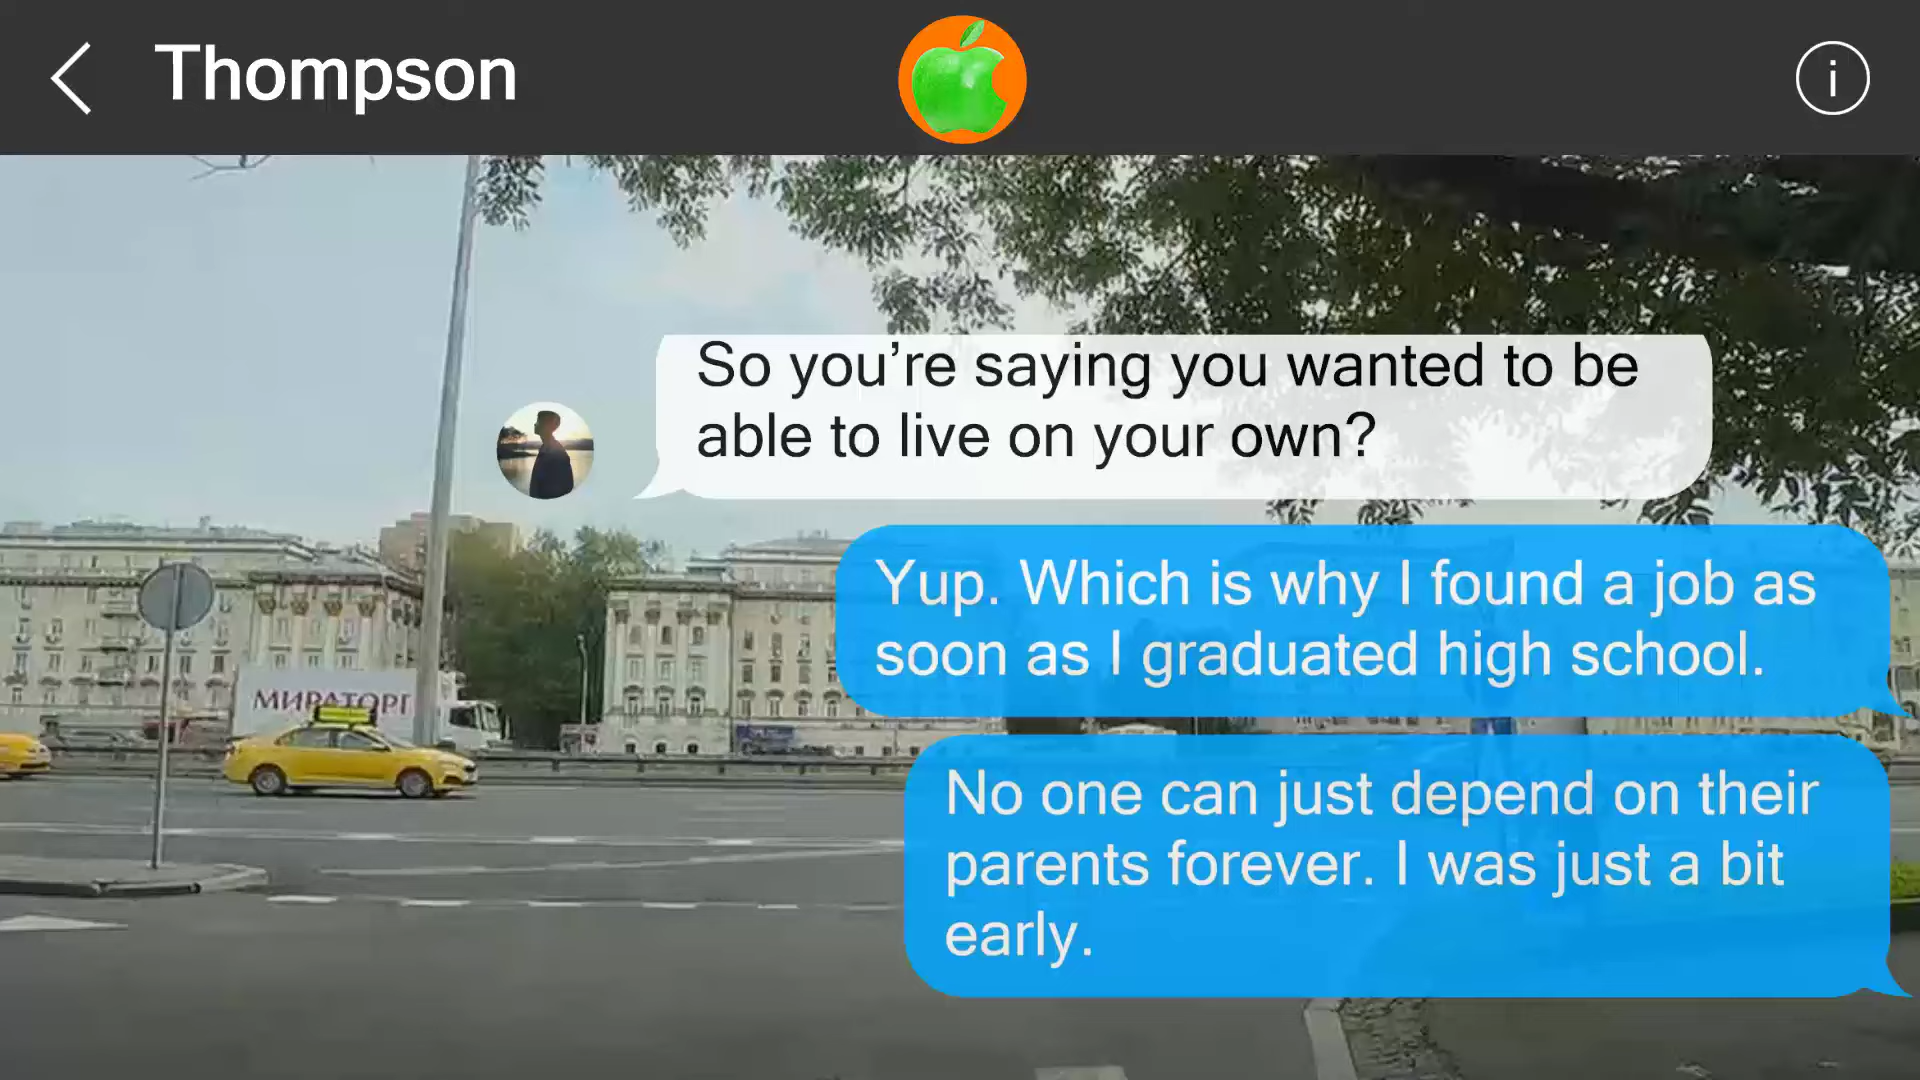 Thompson
So you’re saying you wanted to be
able to live on your own?
Yup. Which is why I found a job as
soon as I graduated high school.
No one can just depend on their
parents forever. I was just a bit
early.
МИРАТОРГ